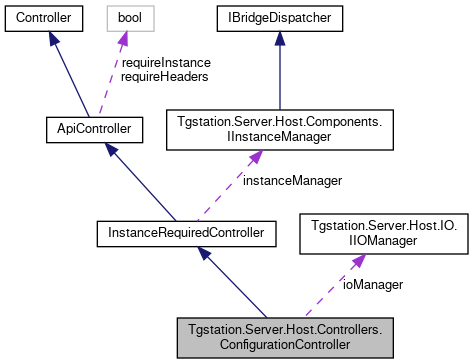 Controller
bool
IBridgeDispatcher
requireInstance
requireHeaders
ApiController
Tgstation.Server.Host.Components.
IInstanceManager
instanceManager
InstanceRequiredController
Tgstation.Server.Host.IO.
IIOManager
ioManager
Tgstation.Server.Host.Controllers.
ConfigurationController